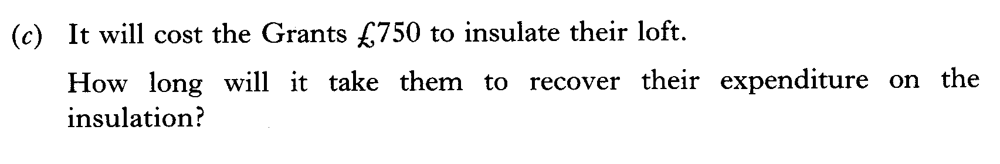 (c) It will cost the Grants £750 to insulate their loft.
How long will it take them to recover their expenditure on the
insulation?